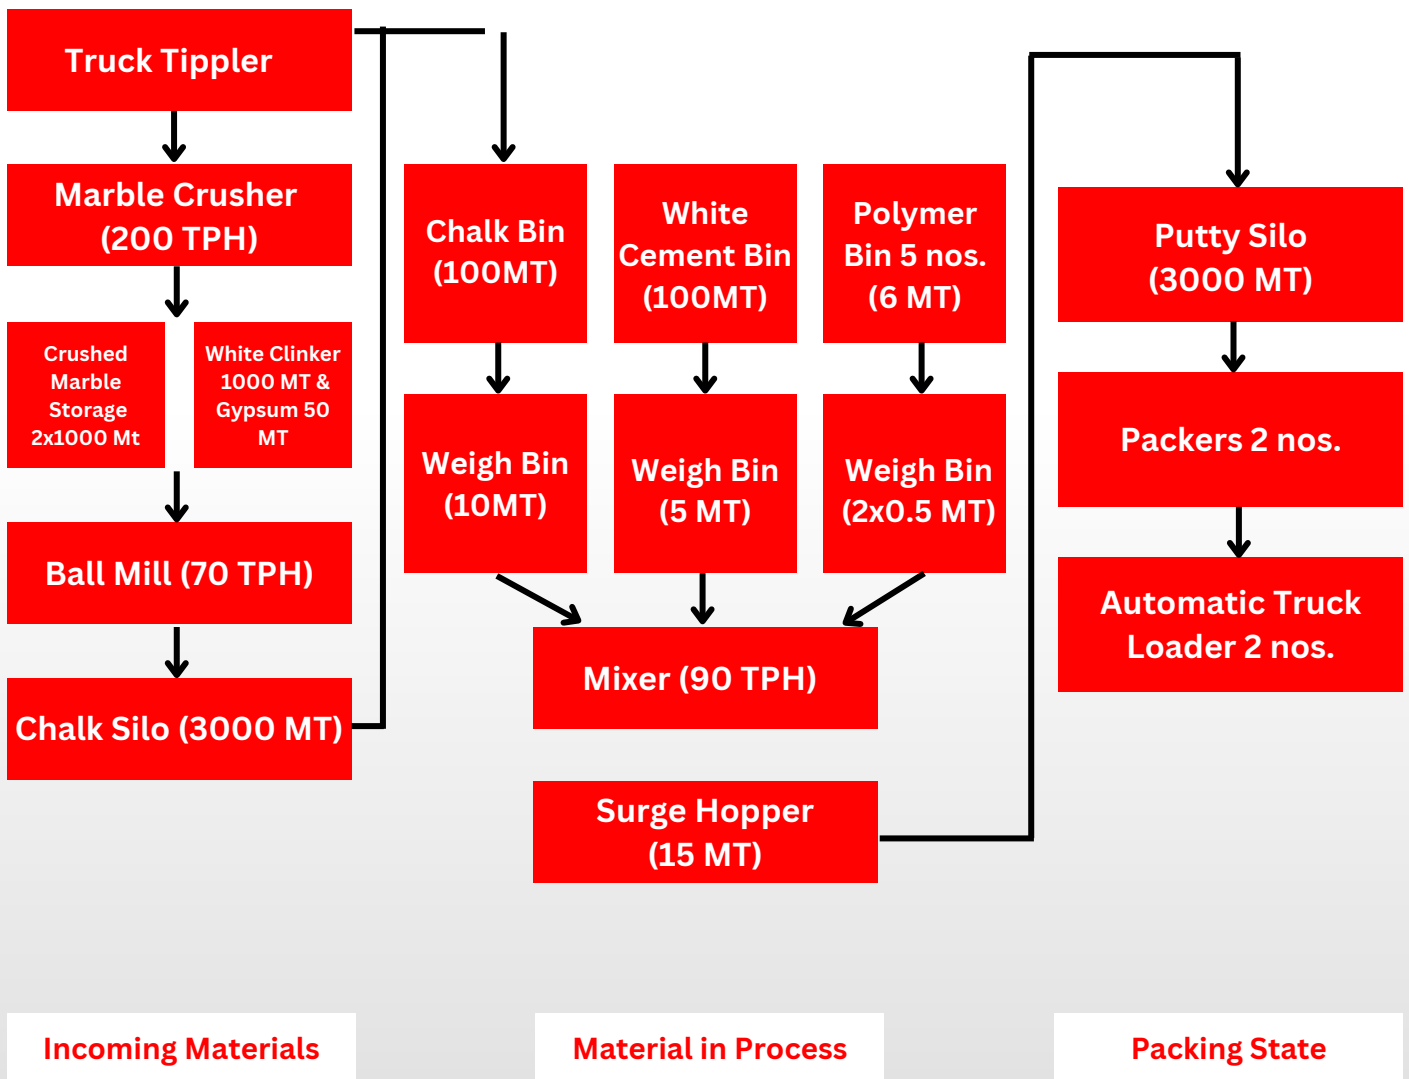 Truck Tippler
Marble Crusher
(200 TPH)
Crushed
Marble
Storage
2x1000 Mt
White Clinker
1000 MT &
Gypsum 50
MT
Ball Mill (70 TPH)
Chalk Silo (3000 MT)
Chalk Bin
(100MT)
White
Cement Bin
(100MT)
Polymer
Bin 5 nos.
(6 MT)
Weigh Bin
(10MT)
Weigh Bin
(5 MT)
Weigh Bin
(2x0.5 MT)
Mixer (90 TPH)
Surge Hopper
(15 MT)
Putty Silo
(3000 MT)
Packers 2 nos.
Automatic Truck
Loader 2 nos.
Incoming Materials
Material in Process
Packing State